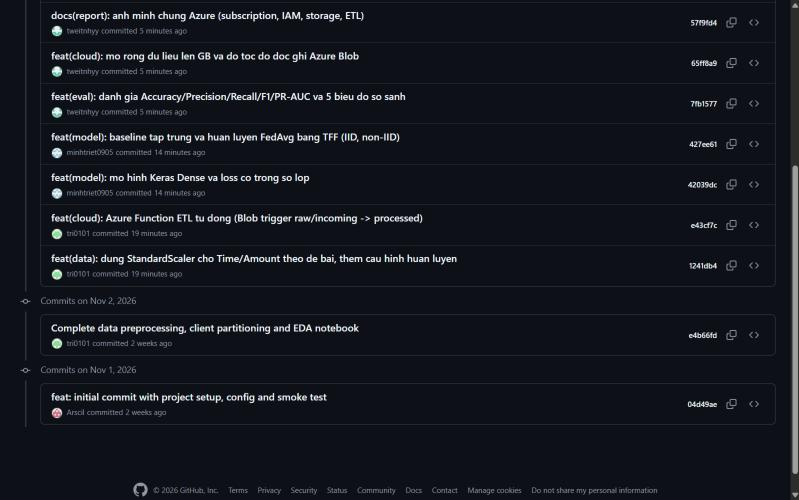 docs(report): anh minh chung Azure (subscription, IAM, storage, ETL)
tweitnhyy committed 5 minutes ago
57f9fd4
feat(cloud): mo rong du lieu len GB va do toc do doc ghi Azure Blob
tweitnhyy committed 5 minutes ago
65ff8a9
feat(eval): danh gia Accuracy/Precision/Recall/F1/PR-AUC va 5 bieu do so sanh
tweitnhyy committed 5 minutes ago
7fb1577
feat(model): baseline tap trung va huan luyen FedAvg bang TFF (IID, non-IID)
minhtriet0905 committed 14 minutes ago
427ee61
feat(model): mo hinh Keras Dense va loss co trong so lop
minhtriet0905 committed 14 minutes ago
42039dc
feat(cloud): Azure Function ETL tu dong (Blob trigger raw/incoming -> processed)
tri0101 committed 19 minutes ago
e43cf7c
feat(data): dung StandardScaler cho Time/Amount theo de bai, them cau hinh huan luyen
tri0101 committed 19 minutes ago
1241db4
Commits on Nov 2, 2026
Complete data preprocessing, client partitioning and EDA notebook
tri0101 committed 2 weeks ago
e4b66fd
Commits on Nov 1, 2026
feat: initial commit with project setup, config and smoke test
Arscil committed 2 weeks ago
04d49ae
© 2026 GitHub, Inc. Terms Privacy Security Status Community Docs Contact Manage cookies Do not share my personal information